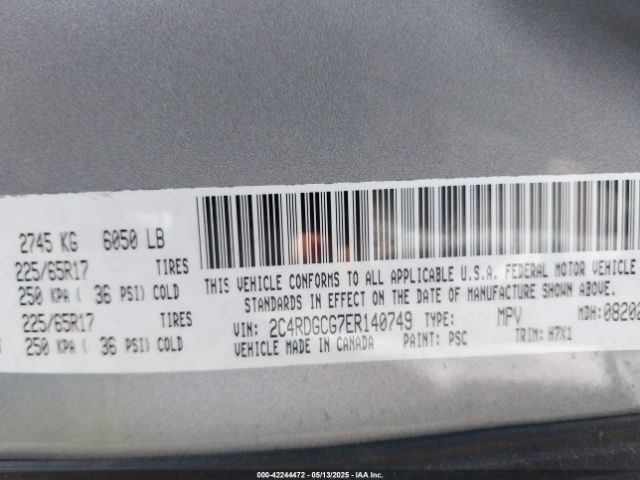 2745 KG 6050 LB
225/65R17 TIRES
250 KPA ( 36 PSI) COLD
225/65R17 TIRES
250 KPA ( 36 PSI) COLD
THIS VEHICLE CONFORMS TO ALL APPLICABLE U.S.A. FEDERAL MOTOR VEHICLE
STANDARDS IN EFFECT ON THE DATE OF MANUFACTURE SHOWN ABOVE.
VIN: 2C4RDGCG7ER140749 TYPE: MPV MDH: 08202
VEHICLE MADE IN CANADA PAINT: PSC TRIM: H7X1
000-42244472 - 05/13/2025 - IAA Inc.